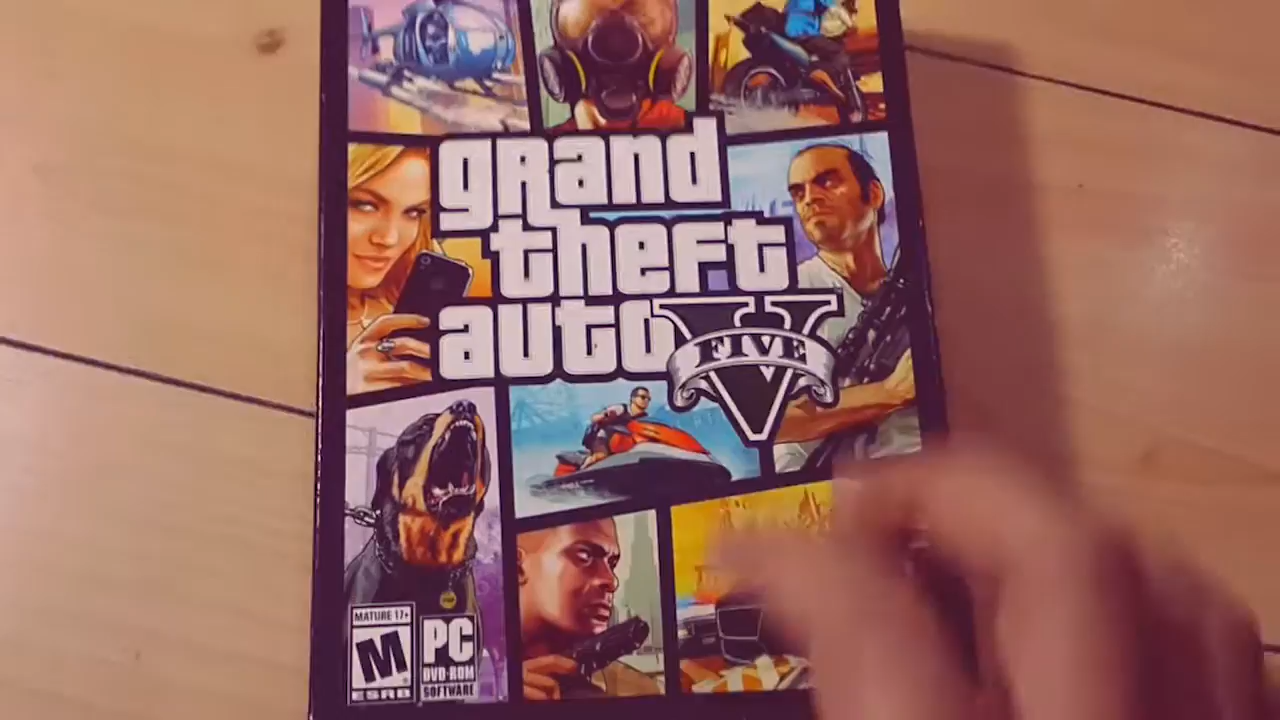 grand
theft
auto
FIVE
V
MATURE 17+
M
ESRB
PC
DVD-ROM
SOFTWARE